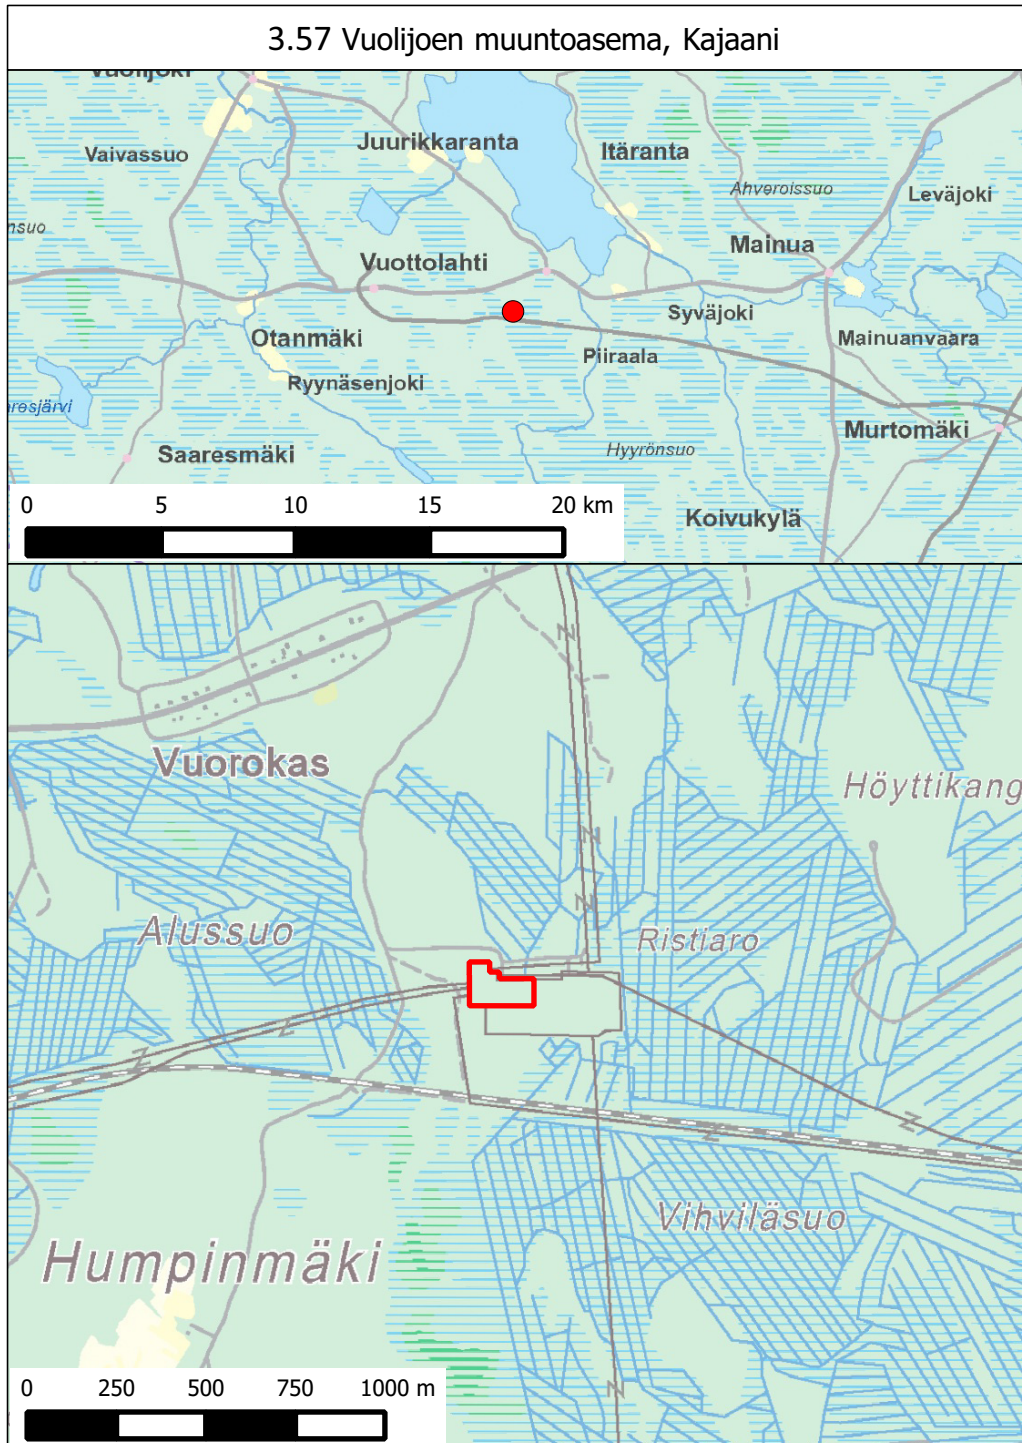 3.57 Vuolijoen muuntoasema, Kajaani
Vuolijoki
Juurikkaranta
Itäranta
Vaivassuo
Ahveroissuo
Leväjoki
nsuo
Mainua
Vuottolahti
Syväjoki
Otanmäki
Mainuanvaara
Piiraala
Ryynäsenjoki
resjärvi
Murtomäki
Saaresmäki
Hyyrönsuo
Koivukylä
0 5 10 15 20 km
Vuorokas
Höyttikang
Alussuo
Ristiaro
Vihviläsuo
Humpinmäki
0 250 500 750 1000 m